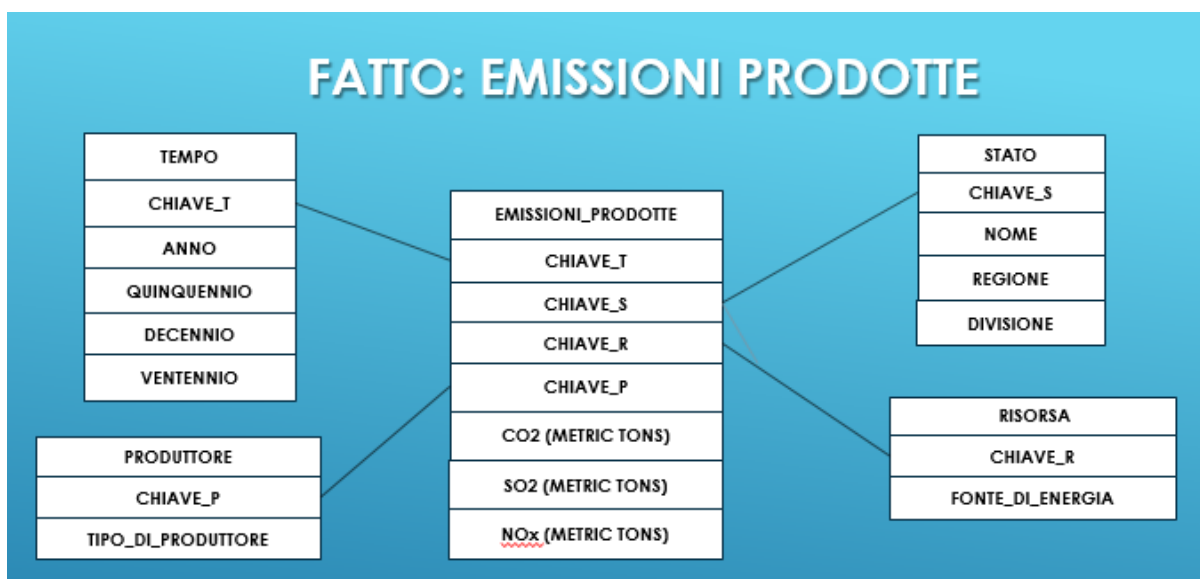 FATTO: EMISSIONI PRODOTTE
TEMPO
CHIAVE_T
ANNO
QUINQUENNIO
DECENNIO
VENTENNIO
PRODUTTORE
CHIAVE_P
TIPO_DI_PRODUTTORE
EMISSIONI_PRODOTTE
CHIAVE_T
CHIAVE_S
CHIAVE_R
CHIAVE_P
CO2 (METRIC TONS)
SO2 (METRIC TONS)
NOx (METRIC TONS)
STATO
CHIAVE_S
NOME
REGIONE
DIVISIONE
RISORSA
CHIAVE_R
FONTE_DI_ENERGIA